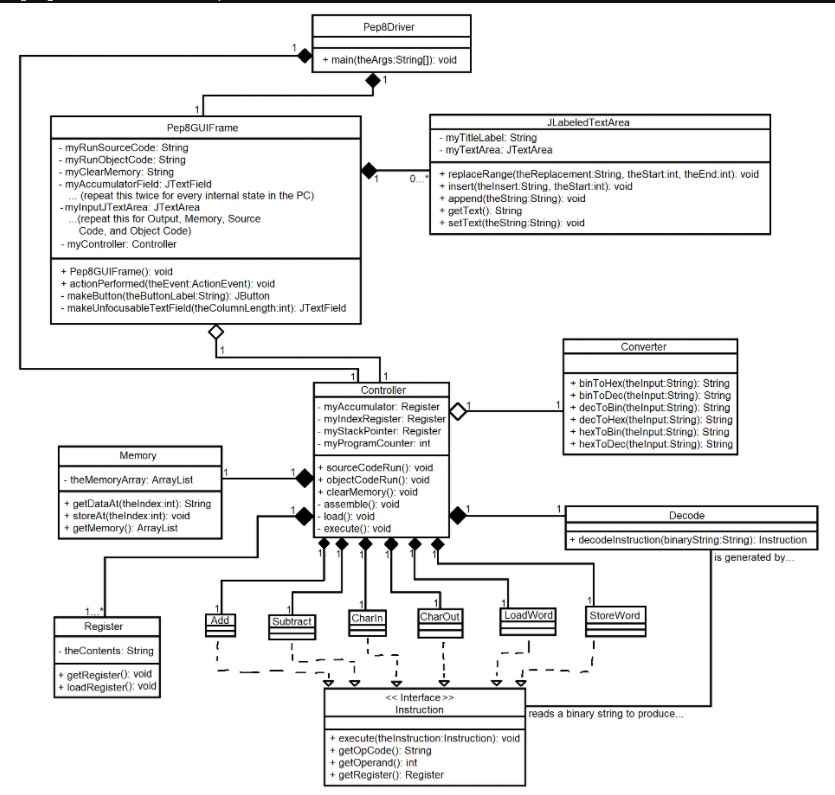 Pep8Driver
+ main(theArgs:String[]): void
1
1
1
Pep8GUIFrame
- myRunSourceCode: String
- myRunObjectCode: String
- myClearMemory: String
- myAccumulatorField: JTextField
... (repeat this twice for every internal state in the PC)
-myInputJTextArea: JTextArea
...(repeat this for Output, Memory, Source
Code, and Object Code)
- myController: Controller
+ Pep8GUIFrame(): void
+ actionPerformed(theEvent:ActionEvent): void
- makeButton(theButtonLabel:String): JButton
- makeUnfocusableTextField(theColumnLength:int): JTextField
1
0...*
JLabeledTextArea
- myTitleLabel: String
- myTextArea: JTextArea
+ replaceRange(theReplacement:String, theStart:int, theEnd:int): void
+ insert(theInsert:String, theStart:int): void
+ append(theString:String): void
+ getText(): String
+ setText(theString:String): void
1
1
1
Controller
- myAccumulator: Register
- myIndexRegister: Register
- myStackPointer: Register
- myProgramCounter: int
+ sourceCodeRun(): void
+ objectCodeRun(): void
+ clearMemory(): void
- assemble(): void
- load(): void
- execute(): void
1
1
Converter
+ binToHex(theInput:String): String
+ binToDec(theInput:String): String
+ decToBin(theInput:String): String
+ decToHex(theInput:String): String
+ hexToBin(theInput:String): String
+ hexToDec(theInput:String): String
Memory
- theMemoryArray: ArrayList
+ getDataAt(theIndex:int): String
+ storeAt(theIndex:int): void
+ getMemory(): ArrayList
1
1
1
1
1
Decode
+ decodeInstruction(binaryString:String): Instruction
is generated by...
1...*
Register
- theContents: String
+ getRegister(): void
+ loadRegister(): void
1
1
1
1
1
1
1
1
1
1
1
1
Add
Subtract
CharIn
CharOut
LoadWord
StoreWord
<< Interface >>
Instruction
+ execute(theInstruction:Instruction): void
+ getOpCode(): String
+ getOperand(): int
+ getRegister(): Register
reads a binary string to produce...